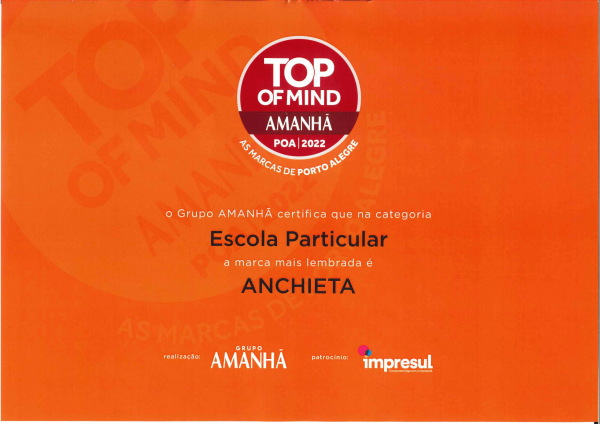 TOP
OF MIND
AMANHÃ
POA | 2022
AS MARCAS DE PORTO ALEGRE
o Grupo AMANHÃ certifica que na categoria
Escola Particular
a marca mais lembrada é
ANCHIETA
realização:
GRUPO
AMANHÃ
patrocínio:
impresul